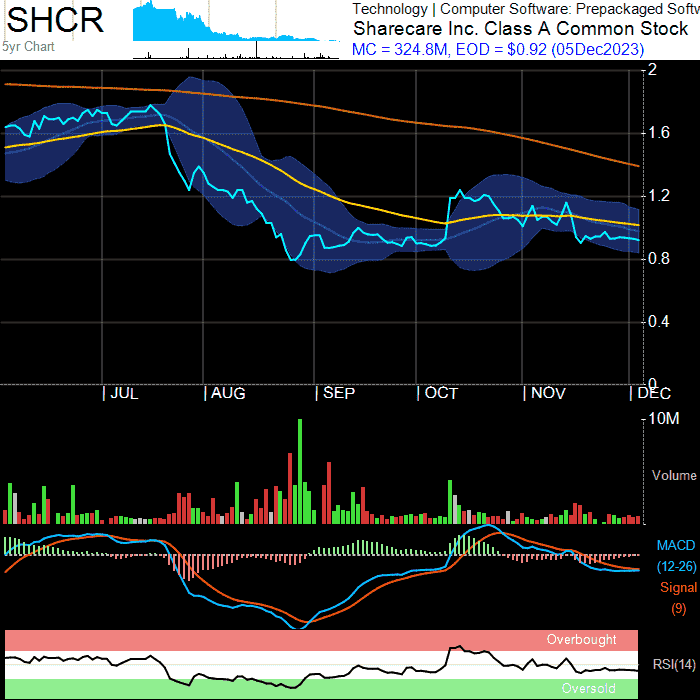 SHCR
5yr Chart
Technology | Computer Software: Prepackaged Softw
Sharecare Inc. Class A Common Stock
MC = 324.8M, EOD = $0.92 (05Dec2023)
2
1.6
1.2
0.8
0.4
0
| JUL | AUG | SEP | OCT | NOV | DEC
10M
Volume
MACD
(12-26)
Signal
(9)
Overbought
RSI(14)
Oversold